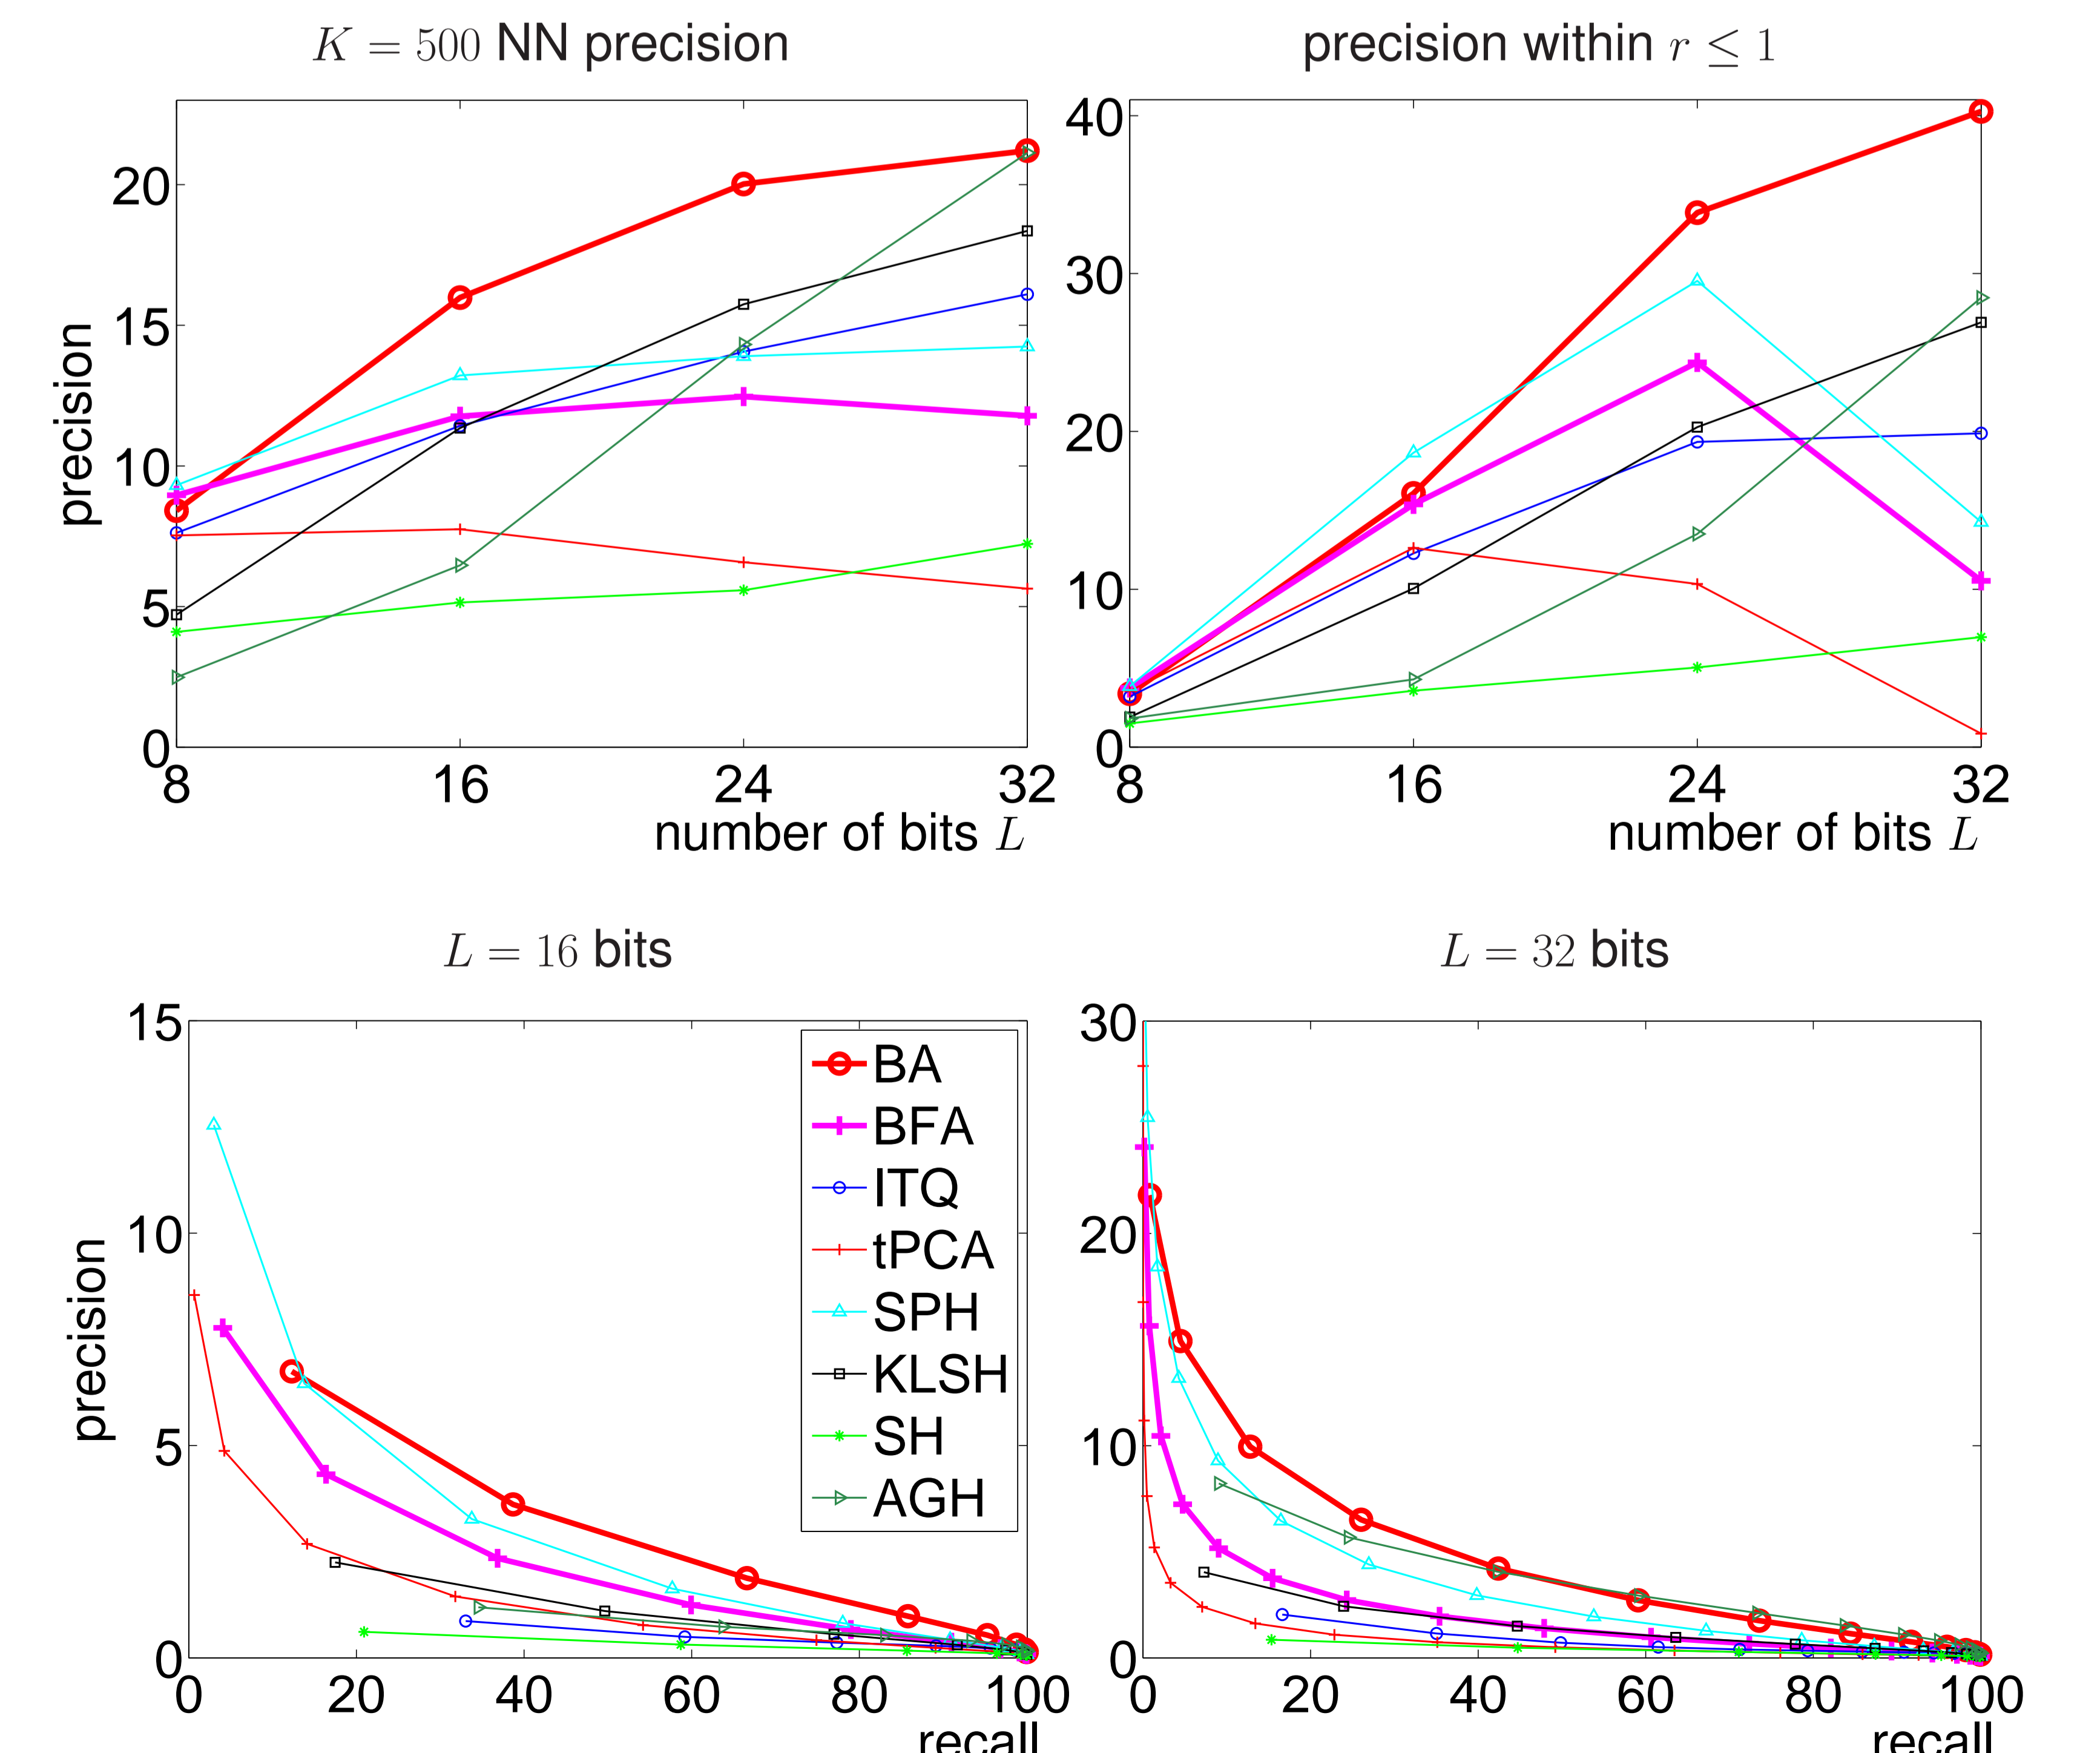 K = 500 NN precision
precision
20
15
10
5
0
8 16 24 32
number of bits L
precision within r ≤ 1
40
30
20
10
0
8 16 24 32
number of bits L
L = 16 bits
precision
15
10
5
0
0 20 40 60 80 100
recall
BA
BFA
ITQ
tPCA
SPH
KLSH
SH
AGH
L = 32 bits
30
20
10
0
0 20 40 60 80 100
recall